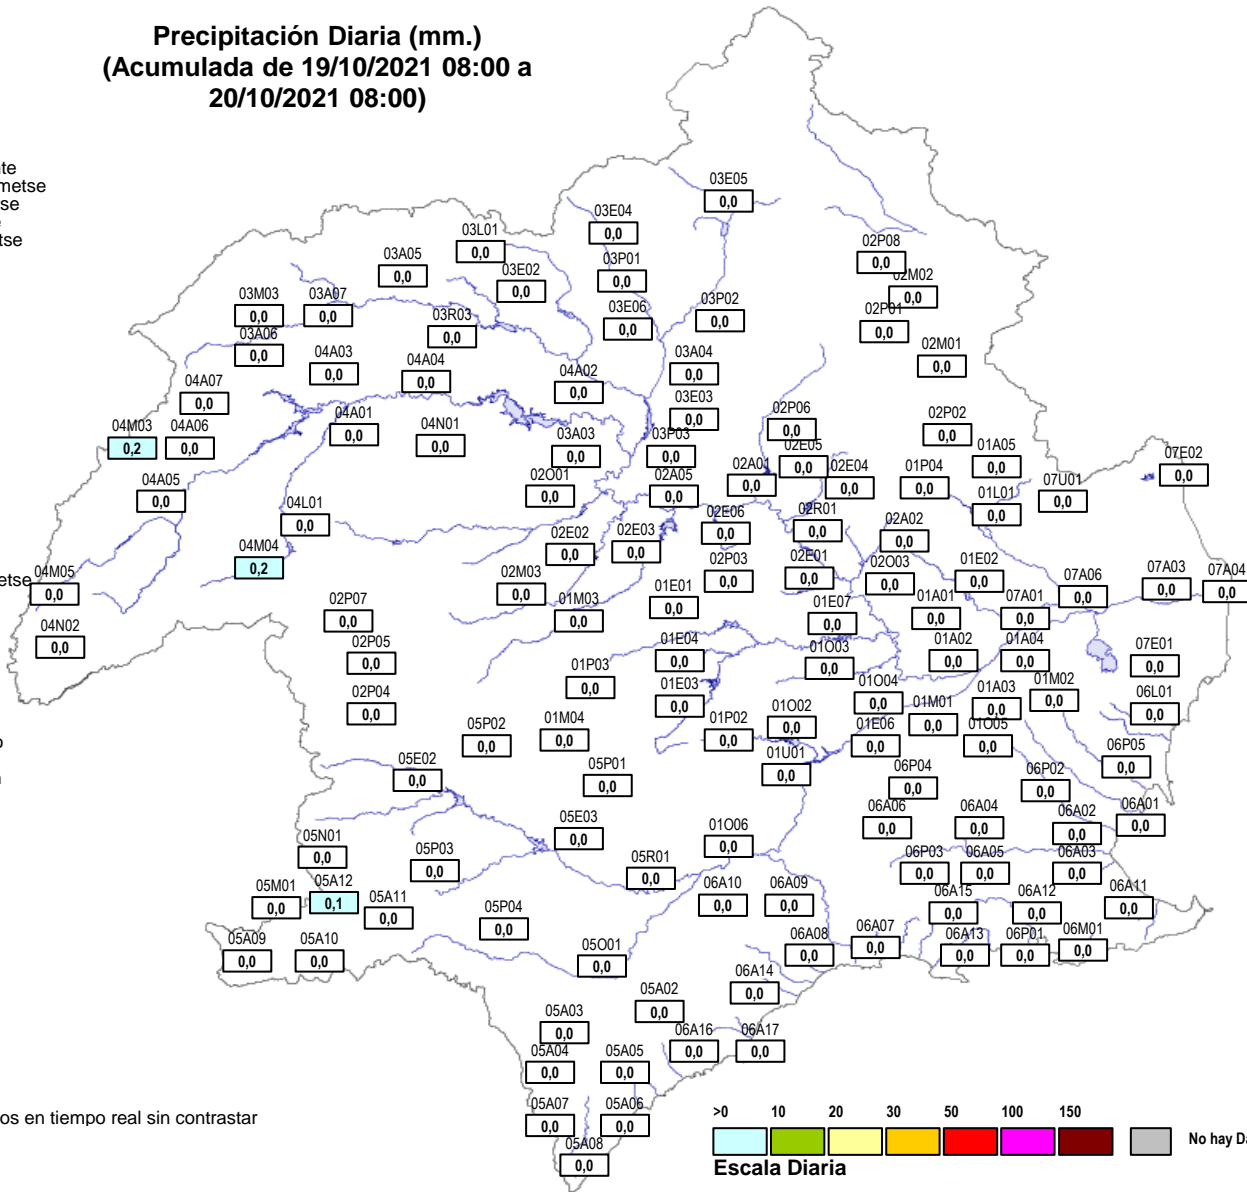 Precipitación Diaria (mm.)
(Acumulada de 19/10/2021 08:00 a
20/10/2021 08:00)
metse
03E05
0,0
03E04
0,0
03L01
0,0
03A05
0,0
03E02
0,0
03P01
0,0
02P08
0,0
02M02
0,0
03M03
0,0
03A07
0,0
03R03
0,0
03E06
0,0
03P02
0,0
02P01
0,0
03A06
0,0
04A03
0,0
04A04
0,0
04A02
0,0
03A04
0,0
02M01
0,0
04A07
0,0
03E03
0,0
04M03
0,2
04A06
0,0
04A01
0,0
04N01
0,0
03A03
0,0
03P03
0,0
02P06
0,0
02P02
0,0
02E05
0,0
01A05
0,0
07E02
0,0
04A05
0,0
02O01
0,0
02A05
0,0
02A01
0,0
02E04
0,0
01P04
0,0
07U01
0,0
01L01
0,0
04L01
0,0
02E06
0,0
02R01
0,0
02A02
0,0
04M04
0,2
02E02
0,0
02E03
0,0
etse
04M05
0,0
02M03
0,0
02P03
0,0
02E01
0,0
02O03
0,0
01E02
0,0
07A06
0,0
07A03
0,0
07A04
0,0
02P07
0,0
01M03
0,0
01E01
0,0
01E07
0,0
01A01
0,0
07A01
0,0
04N02
0,0
02P05
0,0
01E04
0,0
01O03
0,0
01A02
0,0
01A04
0,0
07E01
0,0
01P03
0,0
02P04
0,0
01E03
0,0
01O04
0,0
01M01
0,0
01A03
0,0
01M02
0,0
06L01
0,0
05P02
0,0
01M04
0,0
01P02
0,0
01O02
0,0
01E06
0,0
01O05
0,0
05E02
0,0
05P01
0,0
01U01
0,0
06P04
0,0
06P02
0,0
06P05
0,0
05E03
0,0
01O06
0,0
06A06
0,0
06A04
0,0
06A02
0,0
06A01
0,0
05N01
0,0
05P03
0,0
05R01
0,0
06P03
0,0
06A05
0,0
06A03
0,0
05M01
0,0
05A12
0,1
05A11
0,0
06A10
0,0
06A09
0,0
06A15
0,0
06A12
0,0
06A11
0,0
05P04
0,0
05A09
0,0
05A10
0,0
05O01
0,0
06A08
0,0
06A07
0,0
06A13
0,0
06P01
0,0
06M01
0,0
06A14
0,0
05A02
0,0
05A03
0,0
06A16
0,0
06A17
0,0
05A04
0,0
05A05
0,0
05A07
0,0
05A06
0,0
05A08
0,0
os en tiempo real sin contrastar
>0 10 20 30 50 100 150
No hay Da
Escala Diaria